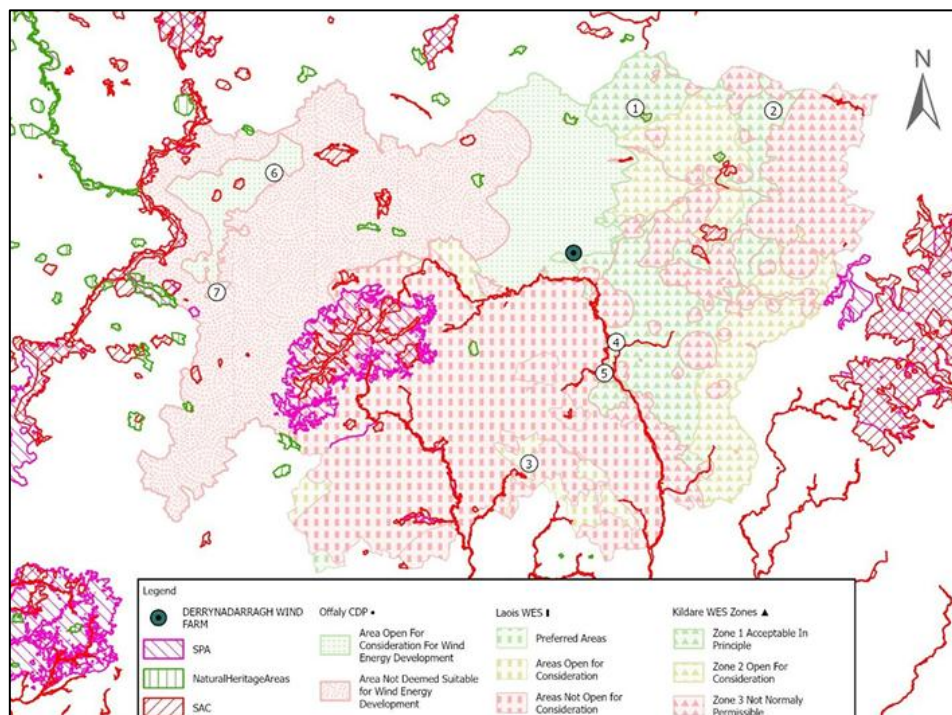 N
1
2
6
7
4
5
3
Legend
DERRYNADARRAGH WIND
FARM
SPA
NaturalHeritageAreas
SAC
Offaly CDP •
Area Open For
Consideration For Wind
Energy Development
Area Not Deemed Suitable
for Wind Energy
Development
Laois WES ▮
Preferred Areas
Areas Open for
Consideration
Areas Not Open for
Consideration
Kildare WES Zones ▲
Zone 1 Acceptable In
Principle
Zone 2 Open For
Consideration
Zone 3 Not Normaly
Permissible